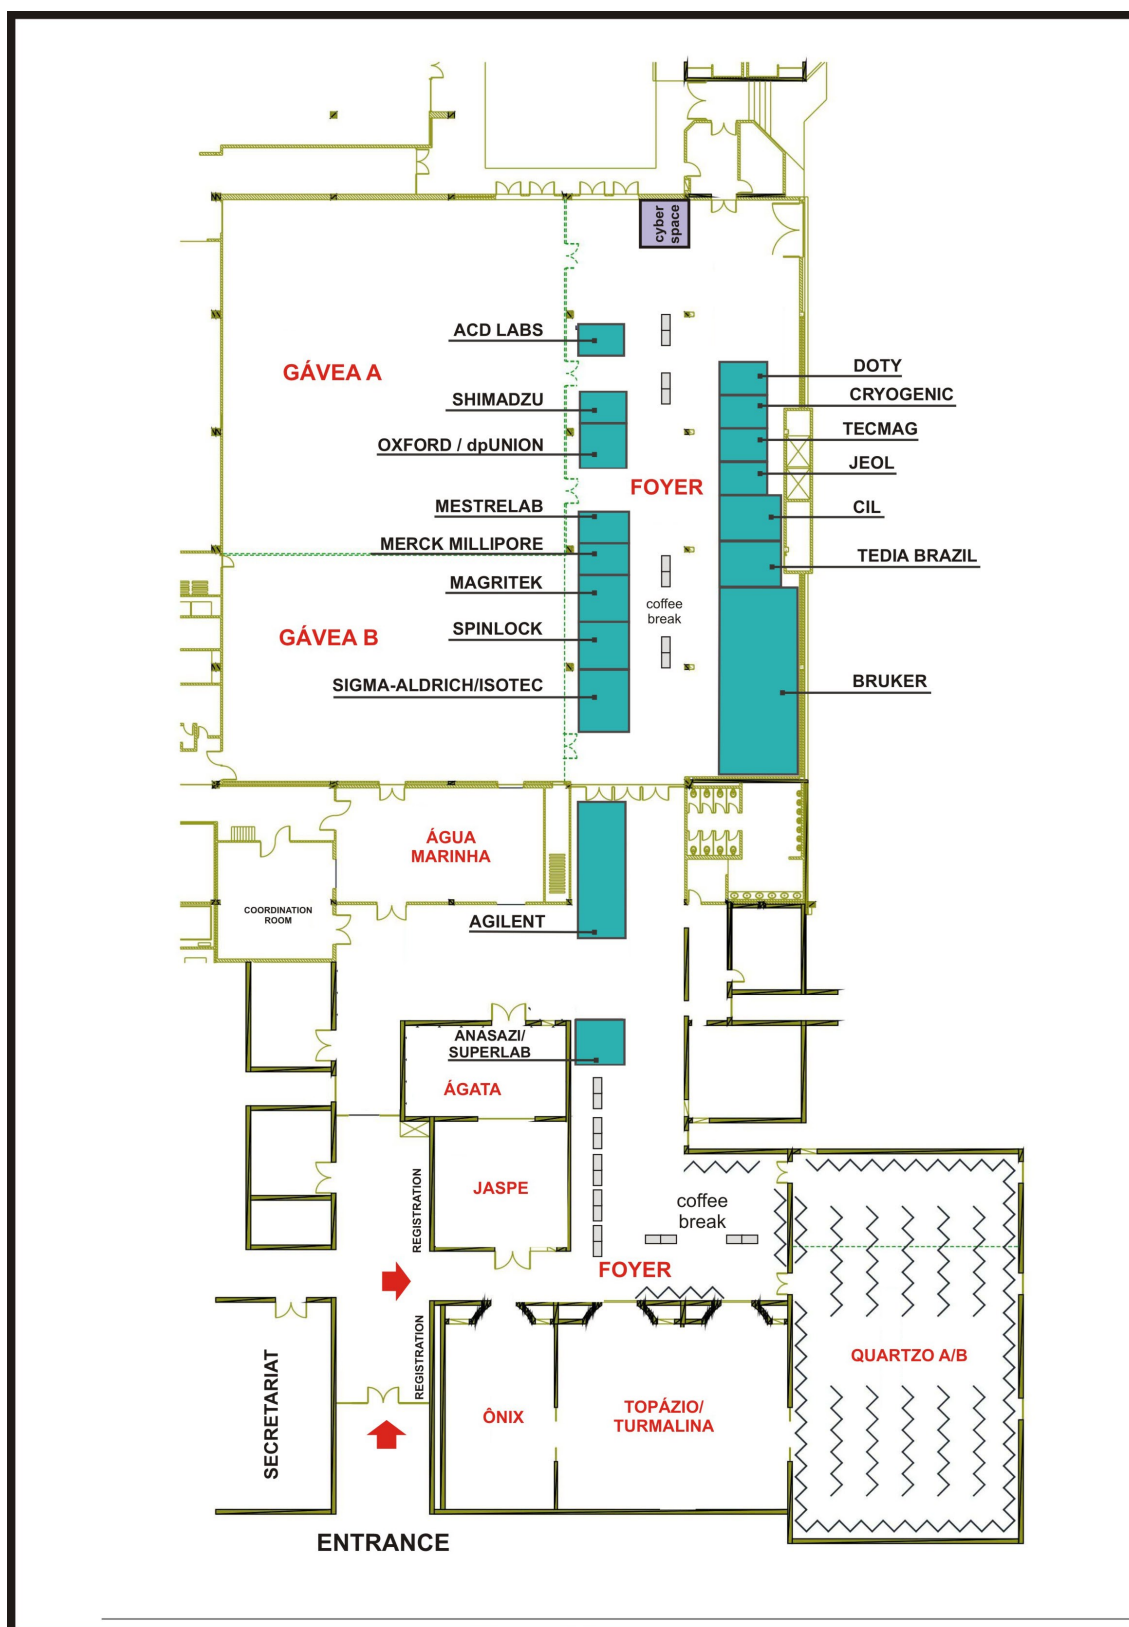 cyber
space
ACD LABS
GÁVEA A
DOTY
SHIMADZU
CRYOGENIC
OXFORD / dpUNION
TECMAG
JEOL
FOYER
MESTRELAB
CIL
MERCK MILLIPORE
TEDIA BRAZIL
MAGRITEK
coffee
break
GÁVEA B
SPINLOCK
SIGMA-ALDRICH/ISOTEC
BRUKER
ÁGUA
MARINHA
COORDINATION
ROOM
AGILENT
ANASAZI/
SUPERLAB
ÁGATA
JASPE
REGISTRATION
coffee
break
FOYER
REGISTRATION
QUARTZO A/B
SECRETARIAT
ÔNIX
TOPÁZIO/
TURMALINA
ENTRANCE